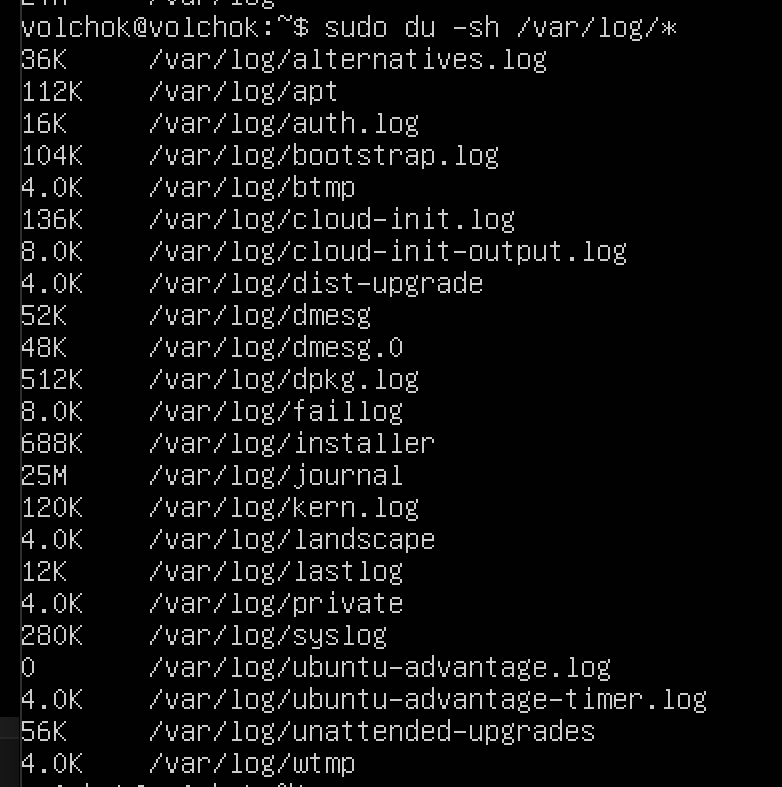 volchok@volchok:~$ sudo du -sh /var/log/*
36K /var/log/alternatives.log
112K /var/log/apt
16K /var/log/auth.log
104K /var/log/bootstrap.log
4.0K /var/log/btmp
136K /var/log/cloud-init.log
8.0K /var/log/cloud-init-output.log
4.0K /var/log/dist-upgrade
52K /var/log/dmesg
48K /var/log/dmesg.0
512K /var/log/dpkg.log
8.0K /var/log/faillog
688K /var/log/installer
25M /var/log/journal
120K /var/log/kern.log
4.0K /var/log/landscape
12K /var/log/lastlog
4.0K /var/log/private
280K /var/log/syslog
0 /var/log/ubuntu-advantage.log
4.0K /var/log/ubuntu-advantage-timer.log
56K /var/log/unattended-upgrades
4.0K /var/log/wtmp